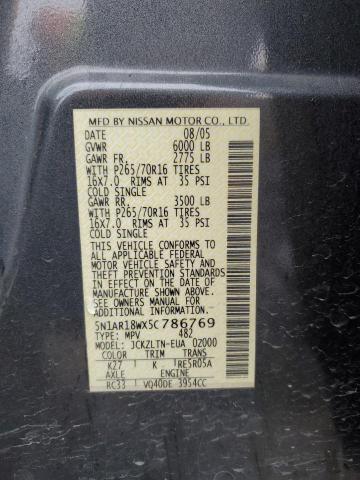 MFD BY NISSAN MOTOR CO., LTD.
DATE 08/05
GVWR 6000 LB
GAWR FR. 2775 LB
WITH P265/70R16 TIRES,
16X7.0 RIMS AT 35 PSI
COLD SINGLE
GAWR RR. 3500 LB
WITH P265/70R16 TIRES,
16X7.0 RIMS AT 35 PSI
COLD SINGLE
THIS VEHICLE CONFORMS TO
ALL APPLICABLE FEDERAL MOTOR
VEHICLE SAFETY AND
THEFT PREVENTION STANDARDS
IN EFFECT ON THE DATE OF
MANUFACTURE SHOWN ABOVE.
SEE OWNERS MANUAL FOR
ADDITIONAL INFORMATION
5N1AR18WX5C786769
TYPE: MPV 482
MODEL: JCKZLTN-EUA 02000
COLOR TRIM TRANS
K27 K RE5R05A
AXLE ENGINE
RC33 VQ40DE 3954CC